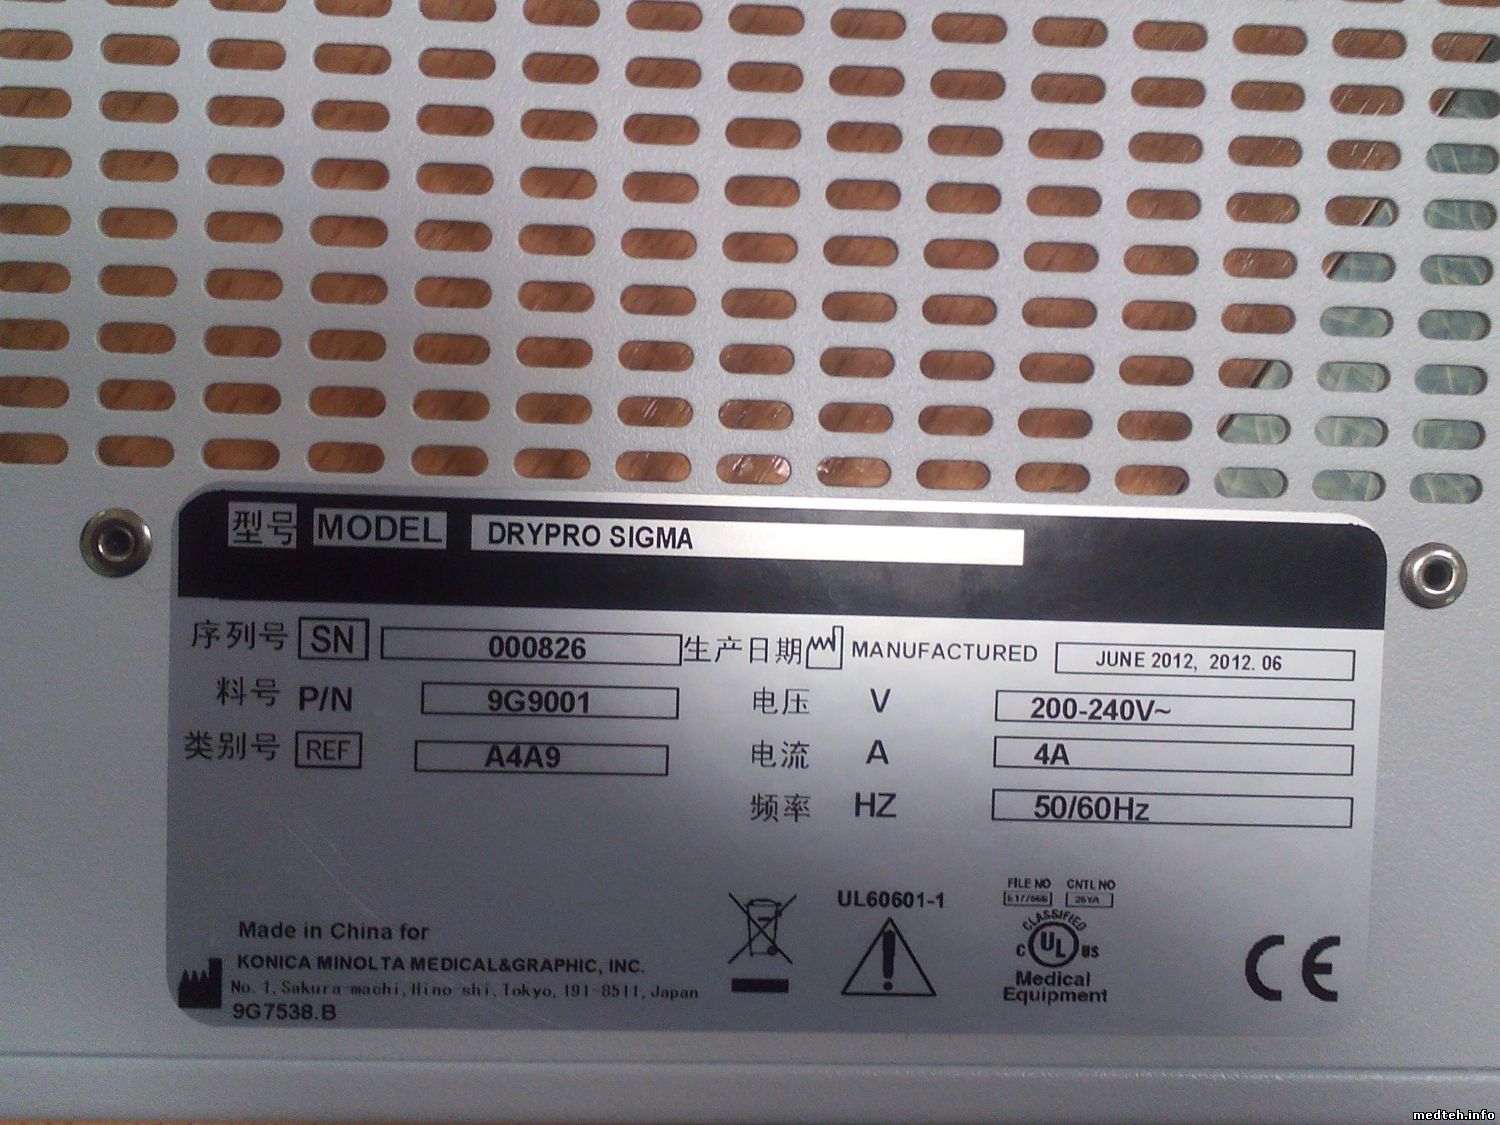 型号 MODEL DRYPRO SIGMA
序列号 SN 000826 生产日期 MANUFACTURED JUNE 2012, 2012. 06
料号 P/N 9G9001 电压 V 200-240V~
类别号 REF A4A9 电流 A 4A
频率 HZ 50/60Hz
UL60601-1
FILE NO CNTL NO
26YA
CLASSIFIED
C UL US
Medical
Equipment
CE
Made in China for
KONICA MINOLTA MEDICAL&GRAPHIC, INC.
No. 1, Sakura-machi, Hino-shi, Tokyo, 191-8511, Japan
9G7538.B
medteh.info